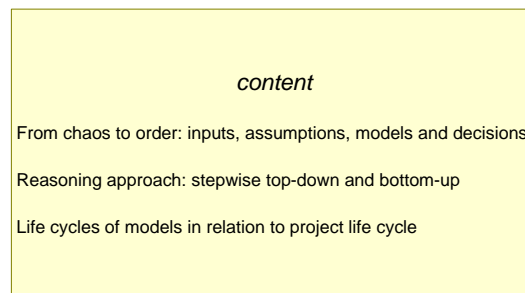 content
From chaos to order: inputs, assumptions, models and decisions
Reasoning approach: stepwise top-down and bottom-up
Life cycles of models in relation to project life cycle